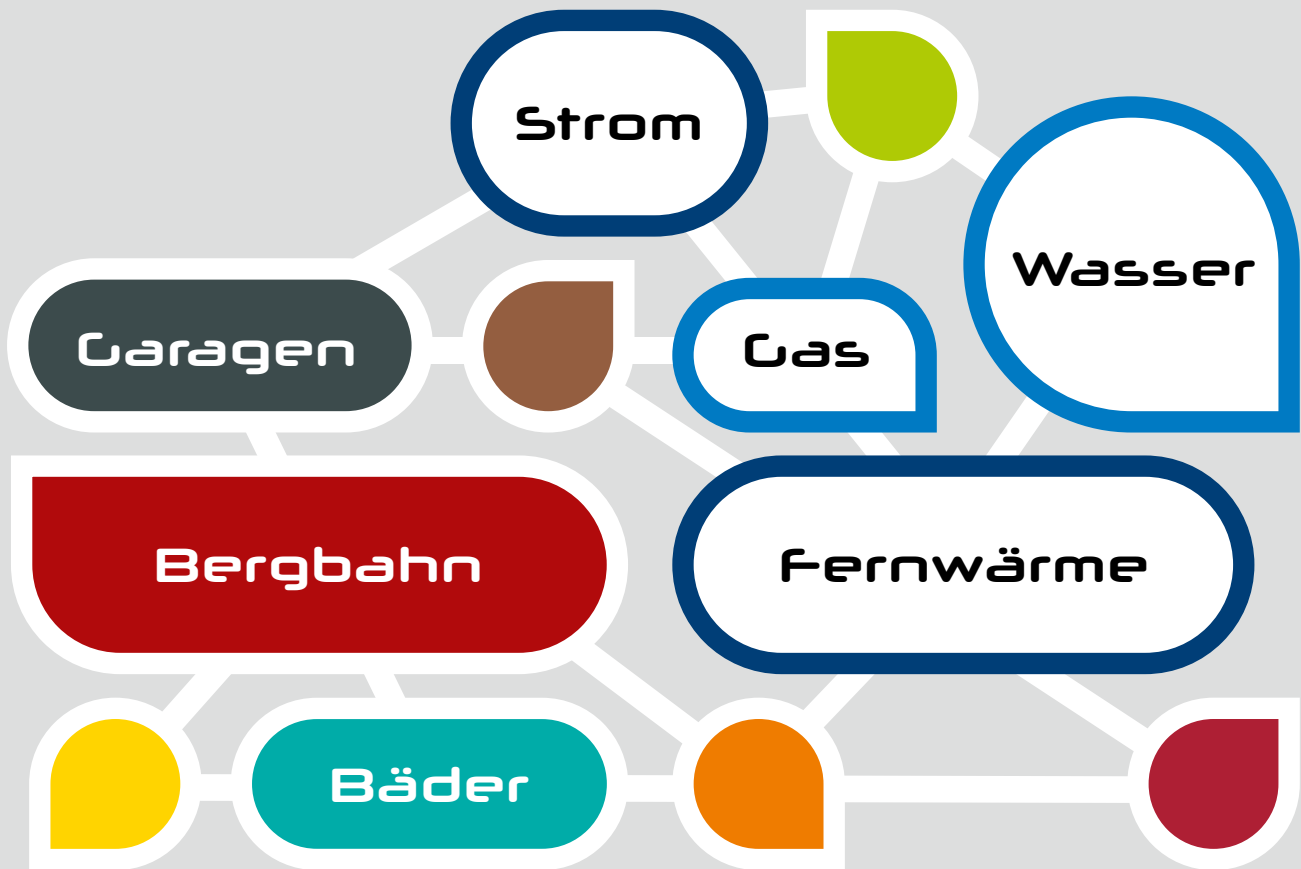 Strom
Wasser
Garagen
Gas
Bergbahn
Fernwärme
Bäder